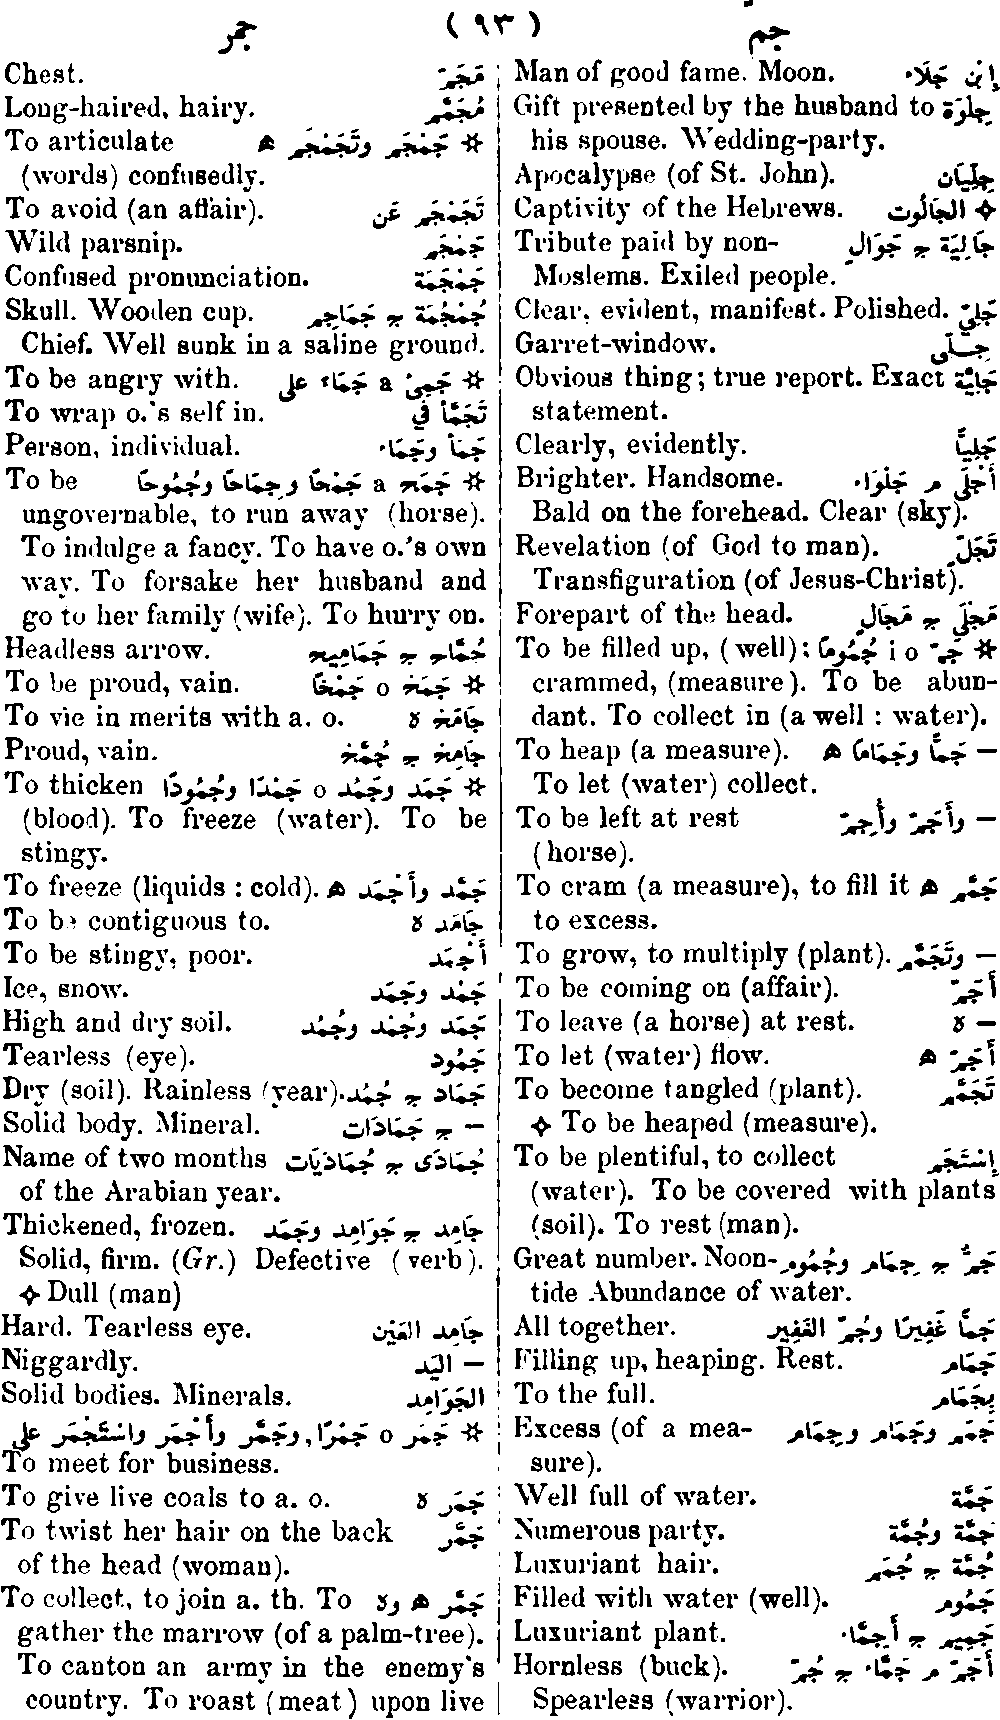 جمر ( ٩٣ ) جم
Man of good fame. Moon. إِبْن جَلَاء
Gift presented by the husband to جِلْوَة
his spouse. Wedding-party.
Apocalypse (of St. John). جِلْيَان
Captivity of the Hebrews. الجَالُوت ✧
Tribute paid by non- جَالِيَة ج جَوَالٍ
Moslems. Exiled people.
Clear, evident, manifest. Polished. جَلِيّ
Garret-window. جِلَّى
Obvious thing; true report. Exact جَلِيَّة
statement.
Clearly, evidently. جَلِيًّا
Brighter. Handsome. أَجْلَى م جَلْوَاء
Bald on the forehead. Clear (sky).
Revelation (of God to man). تَجَلٍّ
Transfiguration (of Jesus-Christ).
Forepart of the head. مَجْلَى ج مَجَالٍ
To be filled up, (well); جَمَّ i o جُمُومًا ✡
crammed, (measure). To be abun-
dant. To collect in (a well : water).
To heap (a measure). ه جَمًّا وَجَمَامًا —
To let (water) collect.
To be left at rest وأَجَمَّ وأُجِمَّ —
(horse).
To cram (a measure), to fill it جَمَّم ه
to excess.
To grow, to multiply (plant). وتَجَمَّم —
To be coming on (affair). أَجَمَّ
To leave (a horse) at rest. لا —
To let (water) flow. أَجَمَّ ه
To become tangled (plant). تَجَمَّم
✧ To be heaped (measure).
To be plentiful, to collect إِسْتَجَمَّ
(water). To be covered with plants
(soil). To rest (man).
Great number. Noon- جَمّ ج جِمَام وجُمُوم
tide Abundance of water.
All together. جَمًّا غَفِيرًا وجَمّ الغَفِير
Filling up, heaping. Rest. جَمَام
To the full. بِجَمَام
Excess (of a mea- جَمَم وجَمَام وجِمَام
sure).
Well full of water. جَمَّة
Numerous party. جَمَّة وجُمَّة
Luxuriant hair. جُمَّة ج جُمَم
Filled with water (well). جَمُوم
Luxuriant plant. جَمِيم ج أَجِمَّاء
Hornless (buck). أَجَمّ م جَمَّاء ج جُمّ
Spearless (warrior).
Chest. مَجَمّ
Long-haired, hairy. مُجَمَّم
To articulate ه جَمْجَم وتَجَمْجَم ✡
(words) confusedly.
To avoid (an affair). تَجَمْجَم عَن
Wild parsnip. جَمْجَم
Confused pronunciation. جَمْجَمَة
Skull. Wooden cup. جُمْجُمَة ج جَمَاجِم
Chief. Well sunk in a saline ground.
To be angry with. جَمِئَ a جَمَاء على ✡
To wrap o.'s self in. تَجَمَّأ في
Person, individual. جَمَأ وجَمَاء
To be جَمَح a جَمْحًا وجِمَاحًا وجُمُوحًا ✡
ungovernable, to run away (horse).
To indulge a fancy. To have o.'s own
way. To forsake her husband and
go to her family (wife). To hurry on.
Headless arrow. جُمَّاح ج جَمَامِيح
To be proud, vain. جَمَخ o جَمْخًا ✡
To vie in merits with a. o. جَامَخ لا
Proud, vain. جَامِخ ج جُمَّخ
To thicken جَمَد وجَمُد o جَمْدًا وجُمُودًا ✡
(blood). To freeze (water). To be
stingy.
To freeze (liquids : cold). جَمَّد وأَجْمَد ه
To be contiguous to. جَامَد لا
To be stingy, poor. أَجْمَد
Ice, snow. جَمْد وجَمَد
High and dry soil. جَمَد وجُمْد وجُمُد
Tearless (eye). جَمُود
Dry (soil). Rainless (year). جَمَاد ج جُمُد
Solid body. Mineral. ج جَمَادَات —
Name of two months جُمَادَى ج جُمَادَيَات
of the Arabian year.
Thickened, frozen. جَامِد ج جَوَامِد وجَمَد
Solid, firm. (Gr.) Defective (verb).
✧ Dull (man)
Hard. Tearless eye. جَامِد العَيْن
Niggardly. اليَد —
Solid bodies. Minerals. الجَوَامِد
جَمَر o جَمْرًا, وجَمَّر وأَجْمَر واسْتَجْمَر على ✡
To meet for business.
To give live coals to a. o. جَمَر لا
To twist her hair on the back جَمَّر
of the head (woman).
To collect, to join a. th. To جَمَّر ه ولا
gather the marrow (of a palm-tree).
To canton an army in the enemy's
country. To roast (meat) upon live